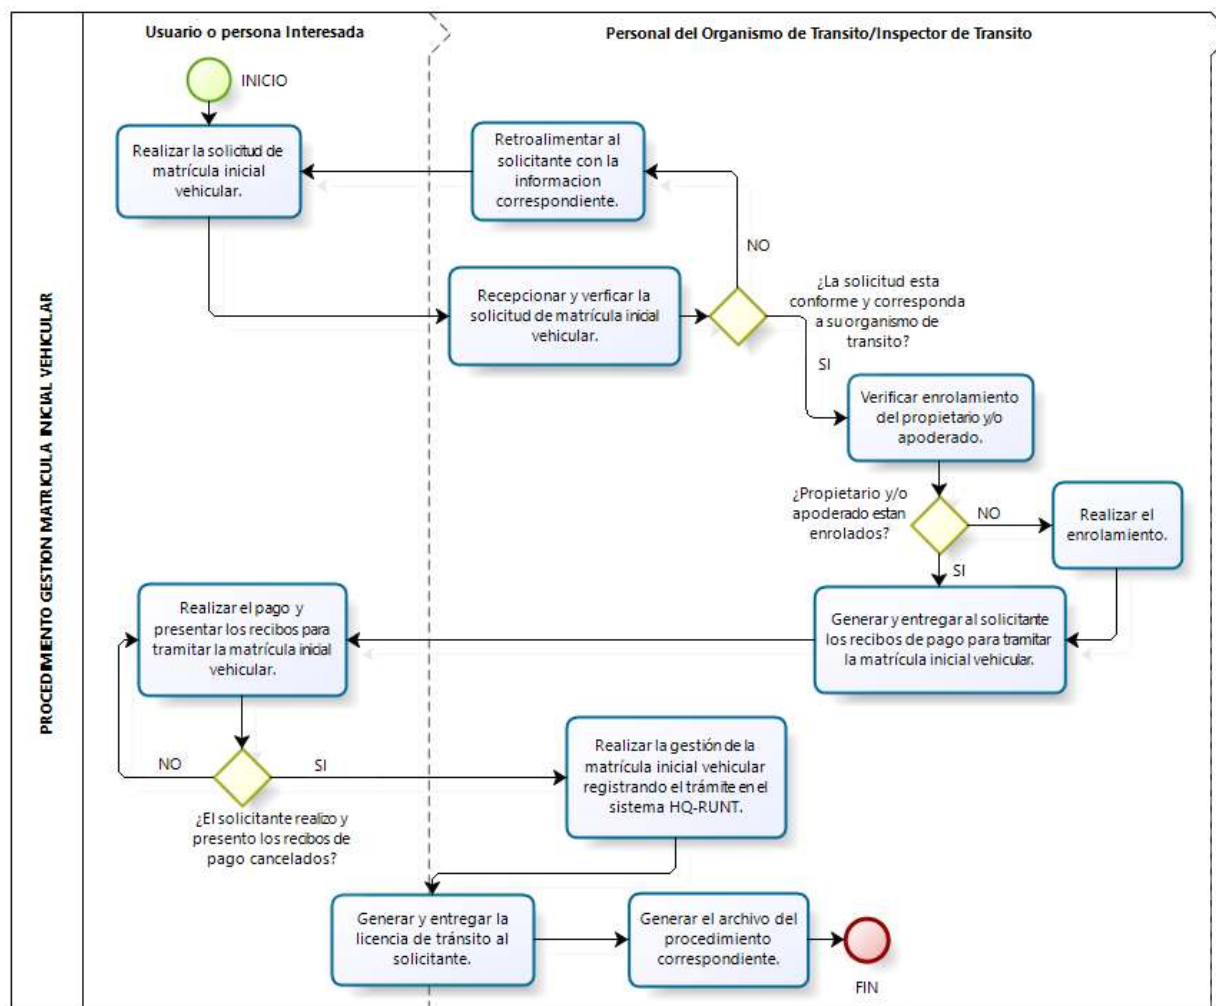 Usuario o persona Interesada
Personal del Organismo de Transito/Inspector de Transito
PROCEDIMIENTO GESTION MATRICULA INICIAL VEHICULAR
INICIO
Realizar la solicitud de
matrícula inicial
vehicular.
Retroalimentar al
solicitante con la
informacion
correspondiente.
NO
Recepcionar y verficar la
solicitud de matrícula inicial
vehicular.
¿La solicitud esta
conforme y corresponda
a su organismo de
transito?
SI
Verificar enrolamiento
del propietario y/o
apoderado.
¿Propietario y/o
apoderado estan
enrolados?
NO
Realizar el
enrolamiento.
SI
Generar y entregar al solicitante
los recibos de pago para tramitar
la matrícula inicial vehicular.
Realizar el pago y
presentar los recibos para
tramitar la matrícula inicial
vehicular.
NO
SI
¿El solicitante realizo y
presento los recibos de
pago cancelados?
Realizar la gestión de la
matrícula inicial vehicular
registrando el trámite en el
sistema HQ-RUNT.
Generar y entregar la
licencia de tránsito al
solicitante.
Generar el archivo del
procedimiento
correspondiente.
FIN